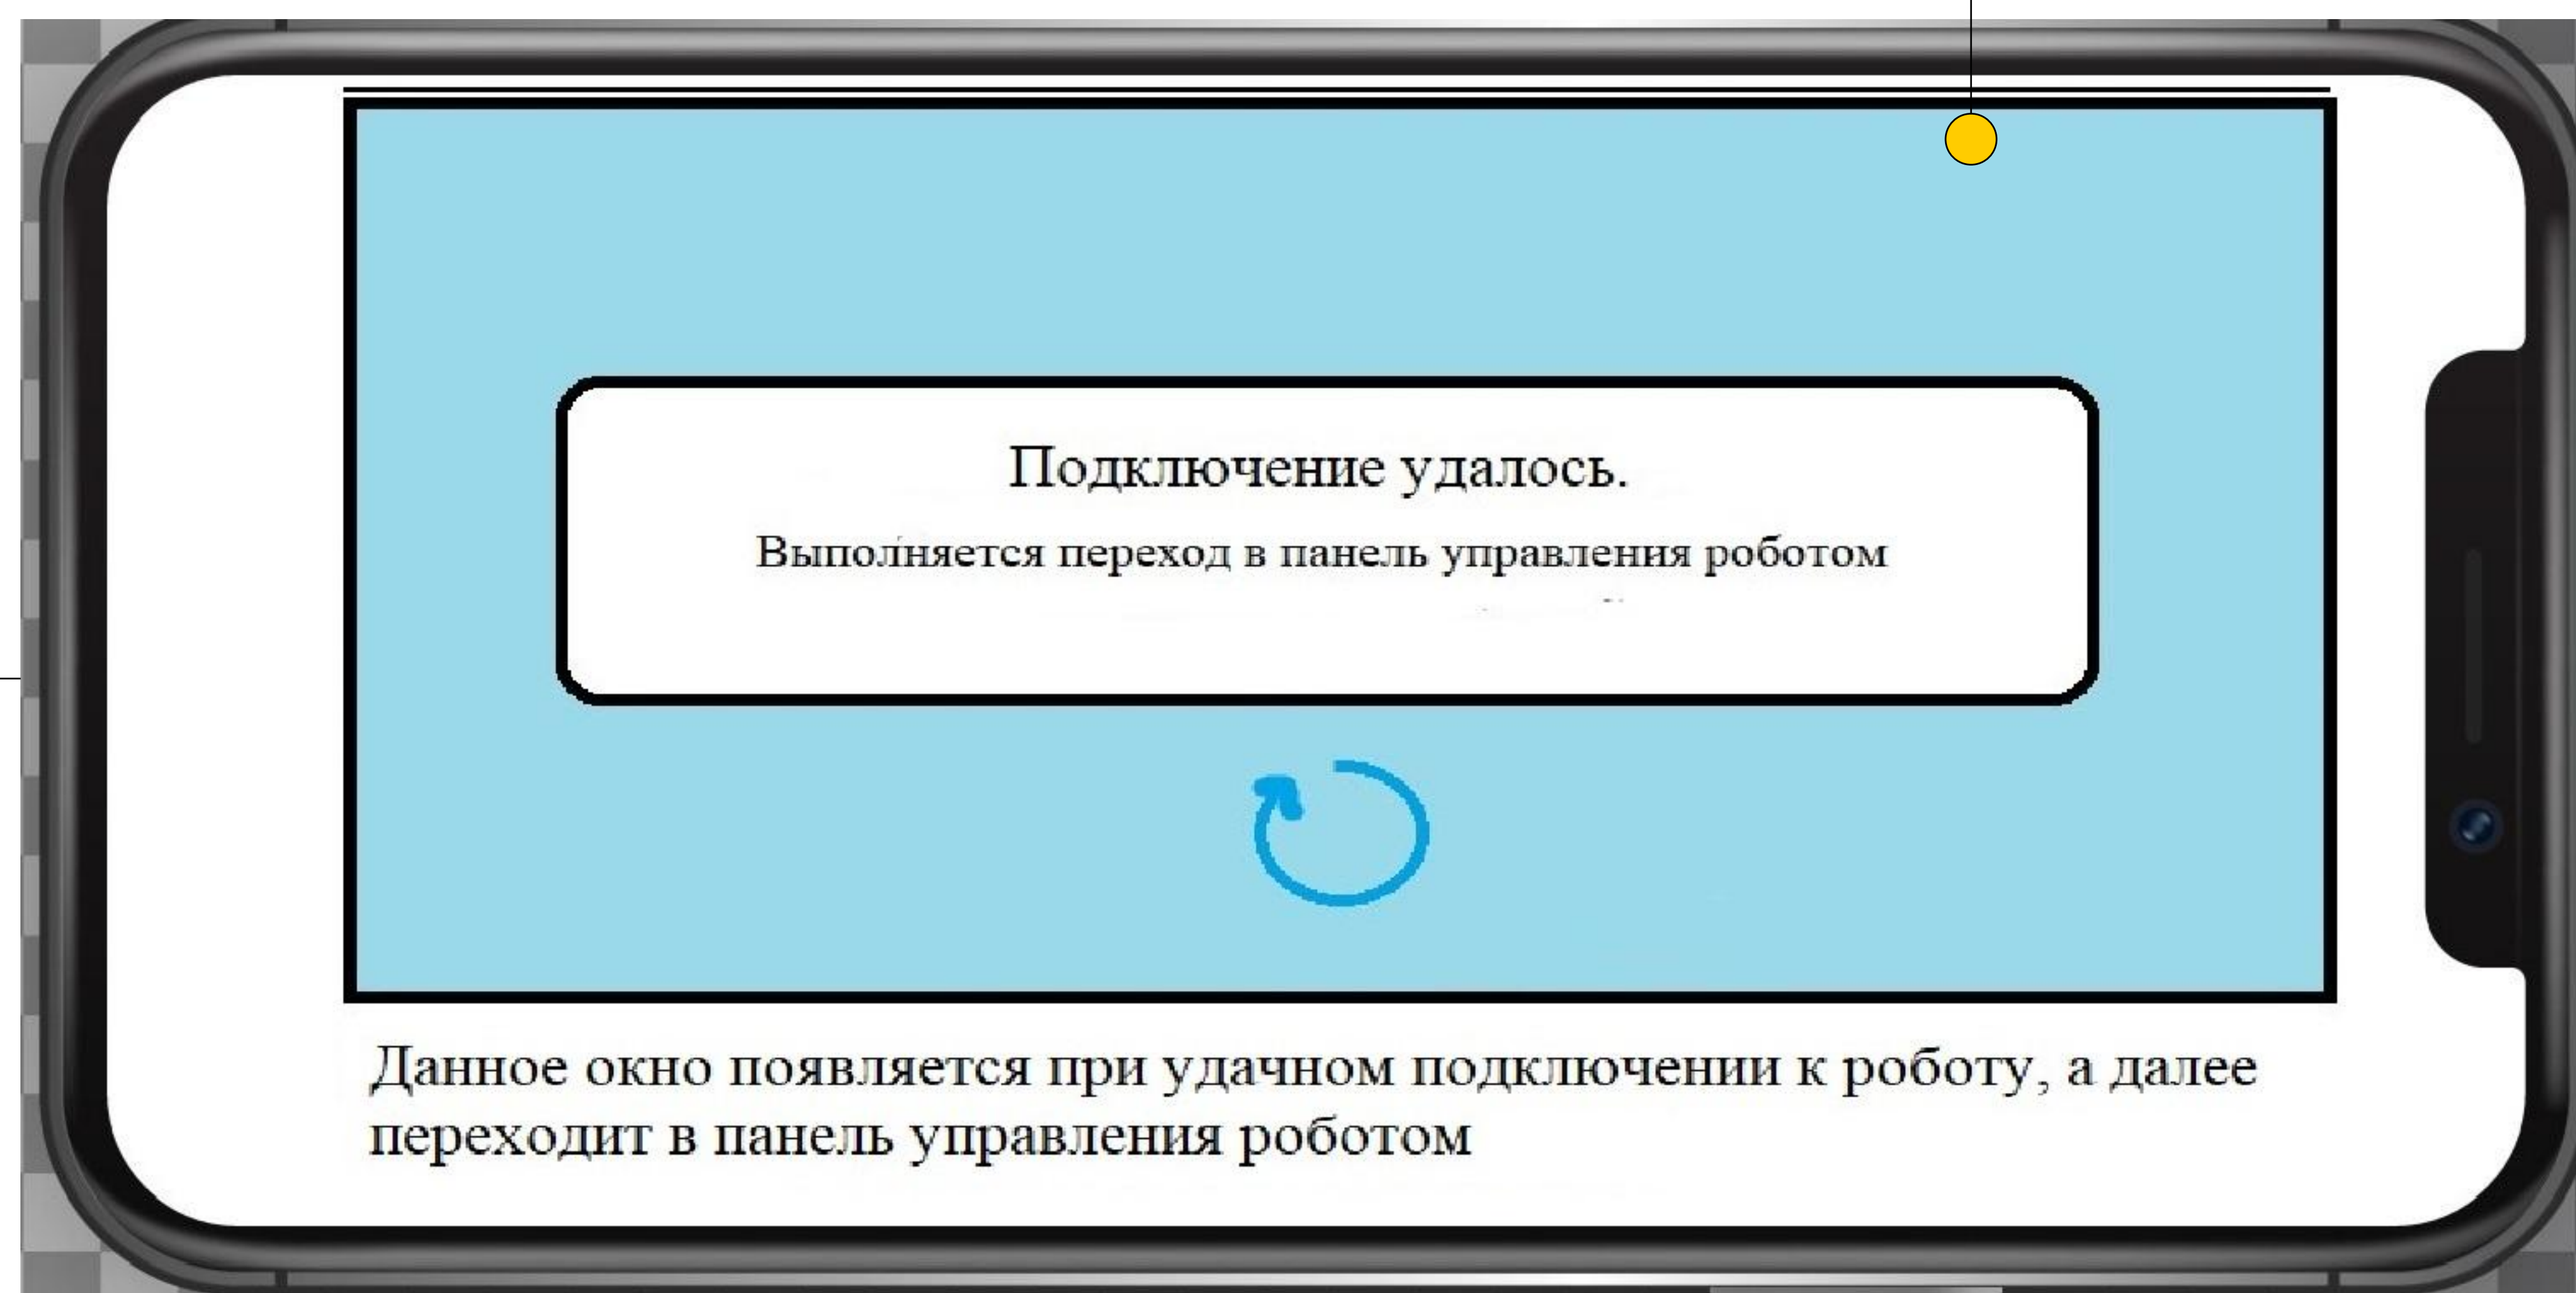 Подключение удалось.
Выполняется переход в панель управления роботом
Данное окно появляется при удачном подключении к роботу, а далее
переходит в панель управления роботом